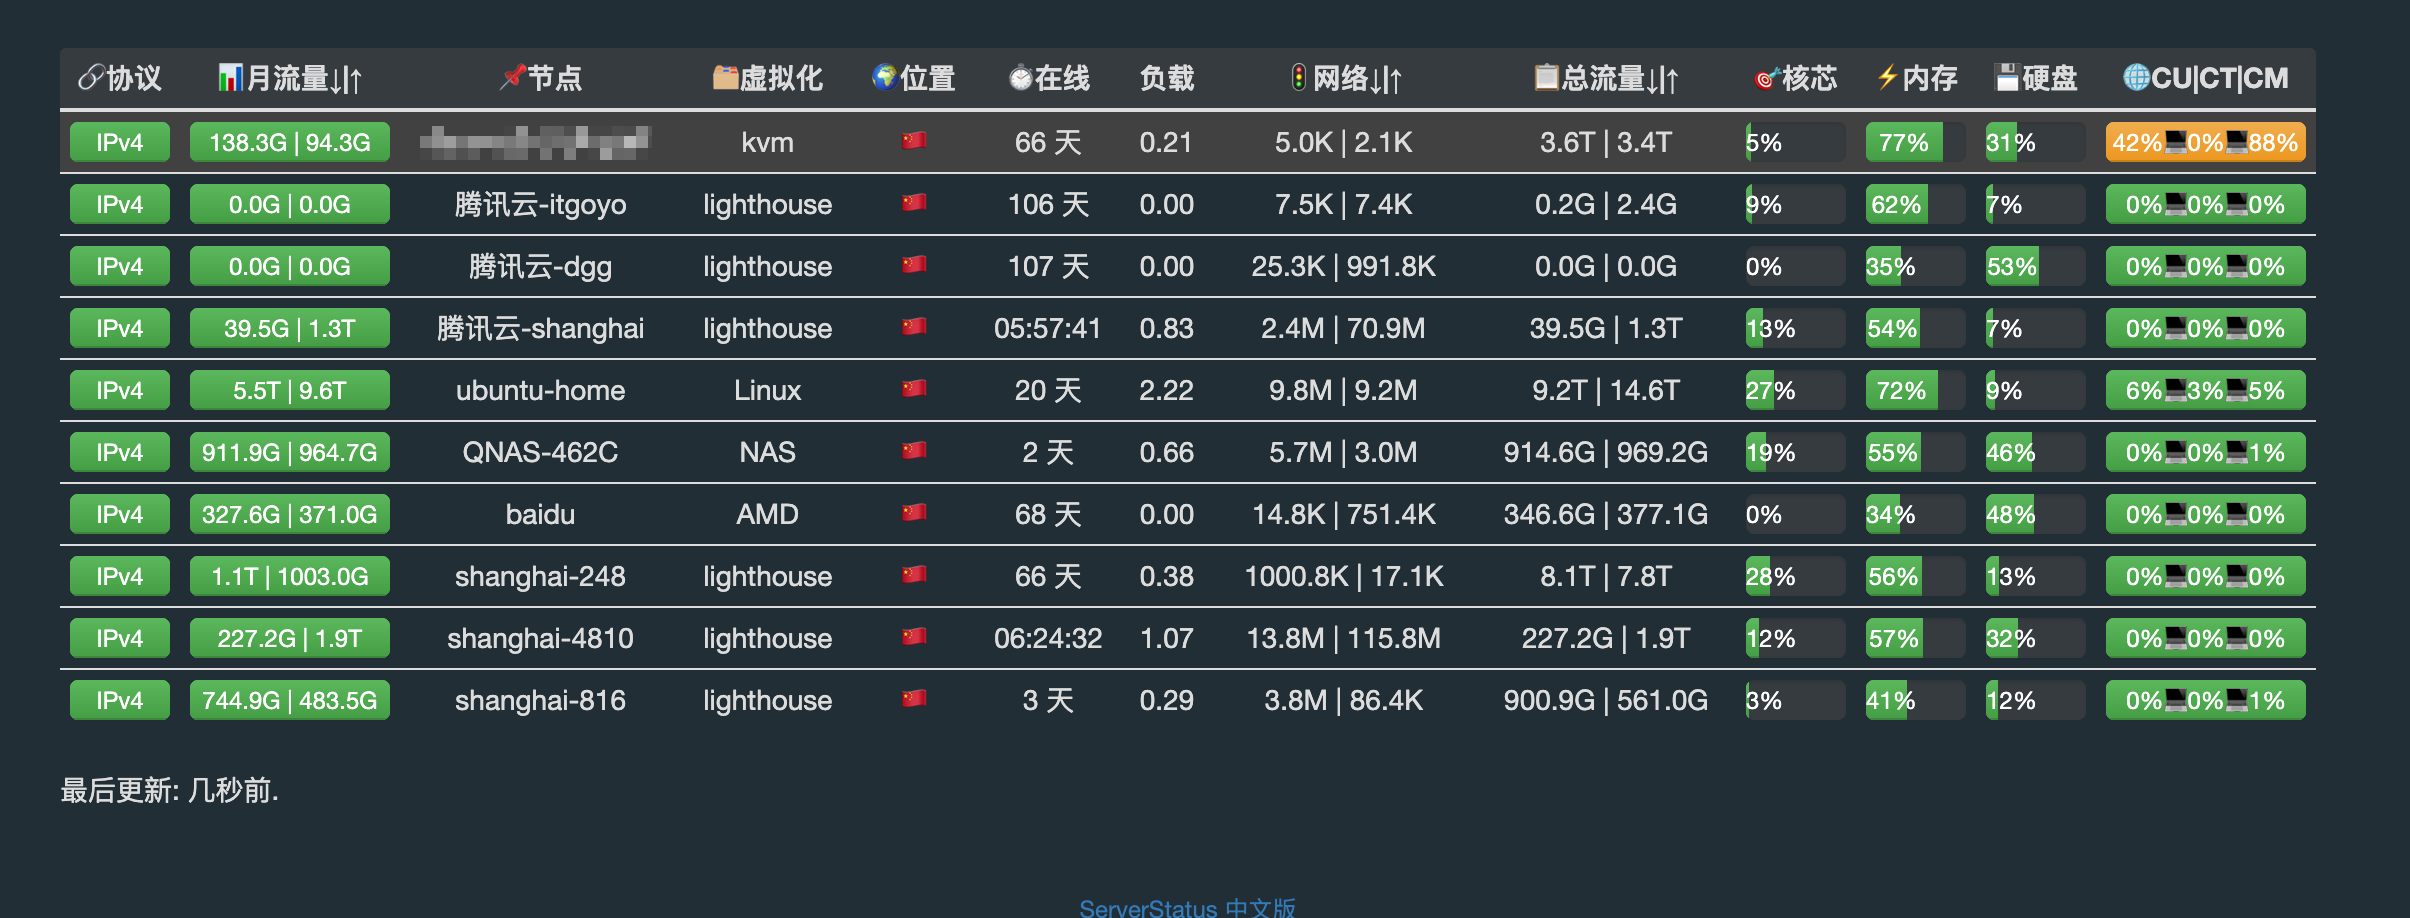 协议 月流量↓|↑ 节点 虚拟化 位置 在线 负载 网络↓|↑ 总流量↓|↑ 核芯 内存 硬盘 CU|CT|CM
IPv4 138.3G | 94.3G kvm 66 天 0.21 5.0K | 2.1K 3.6T | 3.4T 5% 77% 31% 42%💻0%💻88%
IPv4 0.0G | 0.0G 腾讯云-itgoyo lighthouse 106 天 0.00 7.5K | 7.4K 0.2G | 2.4G 9% 62% 7% 0%💻0%💻0%
IPv4 0.0G | 0.0G 腾讯云-dgg lighthouse 107 天 0.00 25.3K | 991.8K 0.0G | 0.0G 0% 35% 53% 0%💻0%💻0%
IPv4 39.5G | 1.3T 腾讯云-shanghai lighthouse 05:57:41 0.83 2.4M | 70.9M 39.5G | 1.3T 13% 54% 7% 0%💻0%💻0%
IPv4 5.5T | 9.6T ubuntu-home Linux 20 天 2.22 9.8M | 9.2M 9.2T | 14.6T 27% 72% 9% 6%💻3%💻5%
IPv4 911.9G | 964.7G QNAS-462C NAS 2 天 0.66 5.7M | 3.0M 914.6G | 969.2G 19% 55% 46% 0%💻0%💻1%
IPv4 327.6G | 371.0G baidu AMD 68 天 0.00 14.8K | 751.4K 346.6G | 377.1G 0% 34% 48% 0%💻0%💻0%
IPv4 1.1T | 1003.0G shanghai-248 lighthouse 66 天 0.38 1000.8K | 17.1K 8.1T | 7.8T 28% 56% 13% 0%💻0%💻0%
IPv4 227.2G | 1.9T shanghai-4810 lighthouse 06:24:32 1.07 13.8M | 115.8M 227.2G | 1.9T 12% 57% 32% 0%💻0%💻0%
IPv4 744.9G | 483.5G shanghai-816 lighthouse 3 天 0.29 3.8M | 86.4K 900.9G | 561.0G 3% 41% 12% 0%💻0%💻1%
最后更新: 几秒前.
ServerStatus 中文版